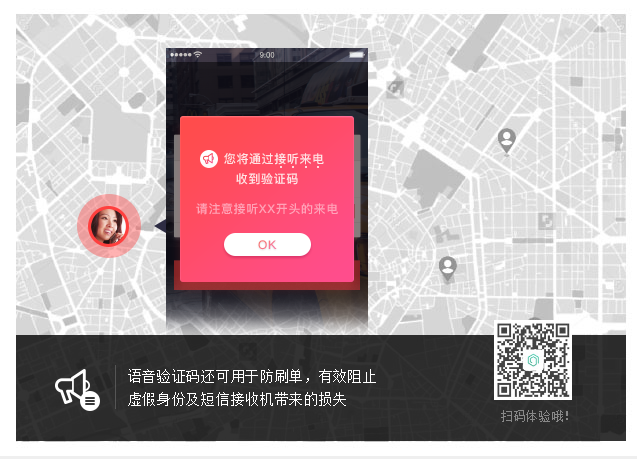 9:00
您将通过接听来电
收到验证码
请注意接听XX开头的来电
OK
语音验证码还可用于防刷单，有效阻止
虚假身份及短信接收机带来的损失
扫码体验哦!